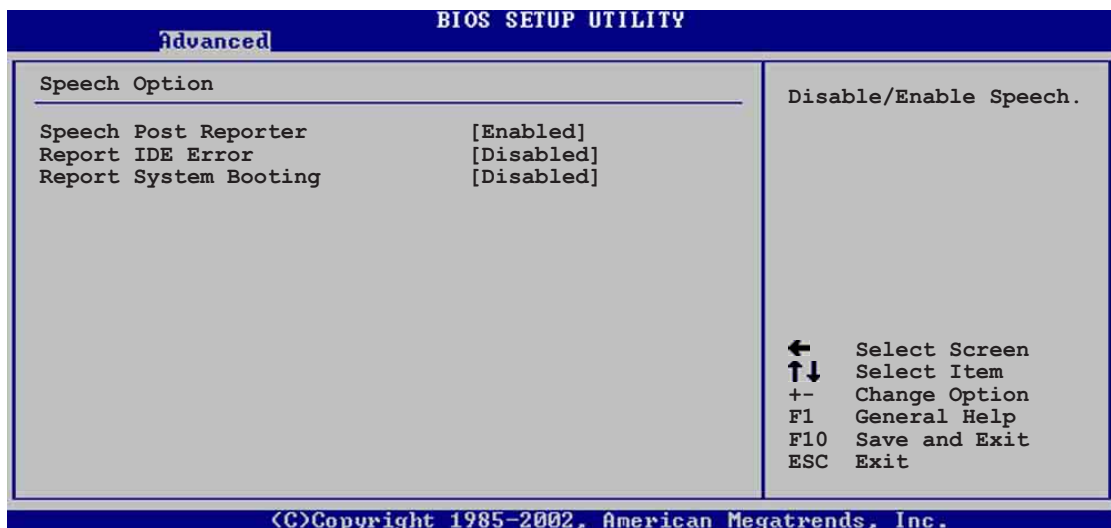 BIOS SETUP UTILITY
Advanced
Speech Option
Speech Post Reporter [Enabled]
Report IDE Error [Disabled]
Report System Booting [Disabled]
Disable/Enable Speech.
← Select Screen
↑↓ Select Item
+- Change Option
F1 General Help
F10 Save and Exit
ESC Exit
(C)Copyright 1985-2002, American Megatrends, Inc.